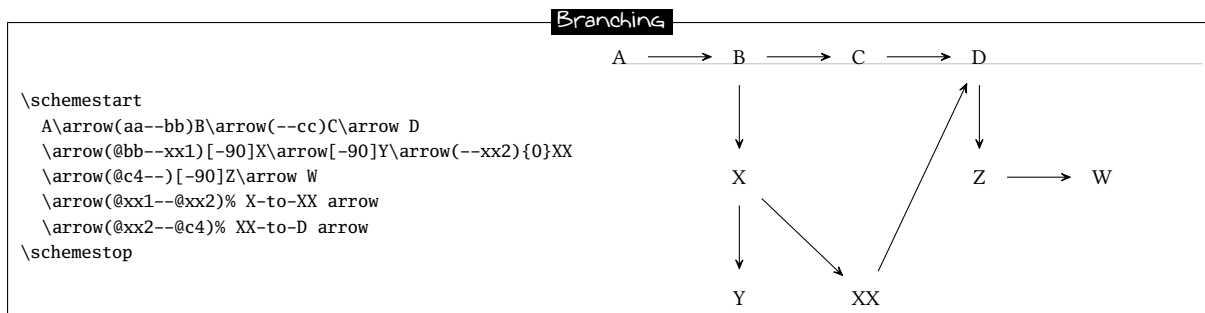 Branching
\schemestart
A\arrow(aa--bb)B\arrow(--cc)C\arrow D
\arrow(@bb--xx1)[-90]X\arrow[-90]Y\arrow(--xx2){0}XX
\arrow(@c4--)[-90]Z\arrow W
\arrow(@xx1--@xx2)% X-to-XX arrow
\arrow(@xx2--@c4)% XX-to-D arrow
\schemestop
A B C D
X Z W
Y XX